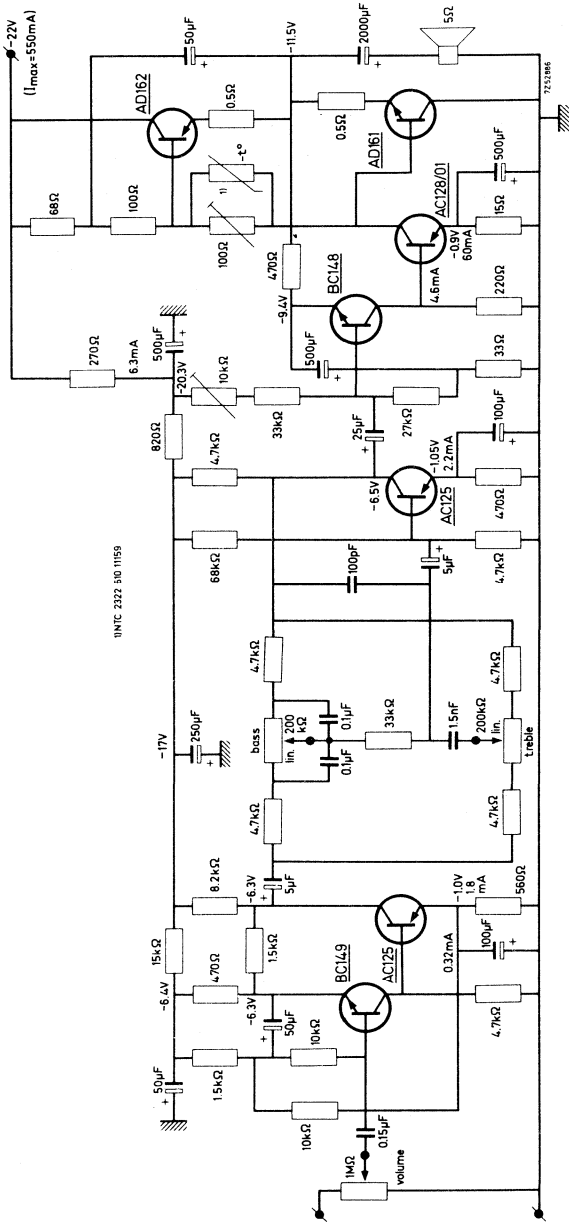 -22V
(Imax=550mA)
68Ω
50µF
+
100Ω
AD162
0.5Ω
-t°
1)
100Ω
-11.5V
2000µF
+
5Ω
0.5Ω
AD161
7Z52886
AC128/01
500µF
+
-0.9V
60mA
15Ω
470Ω
-9.4V
BC148
4.6mA
220Ω
270Ω
6.3mA
500µF
+
-20.3V
10kΩ
33kΩ
500µF
+
27kΩ
33Ω
820Ω
4.7kΩ
25µF
+
-6.5V
-1.05V
2.2mA
100µF
+
AC125
470Ω
68kΩ
5µF
+
4.7kΩ
100pF
1)NTC 2322 610 11159
4.7kΩ
4.7kΩ
-17V
250µF
+
bass
lin.
200
kΩ
0.1µF
0.1µF
33kΩ
1.5nF
200kΩ
lin.
treble
4.7kΩ
4.7kΩ
5µF
+
-6.3V
8.2kΩ
15kΩ
-6.4V
470Ω
1.5kΩ
-6.3V
BC149
AC125
-1.0V
1.8
mA
560Ω
0.32mA
100µF
+
4.7kΩ
50µF
+
50µF
+
1.5kΩ
10kΩ
10kΩ
0.15µF
1MΩ
volume